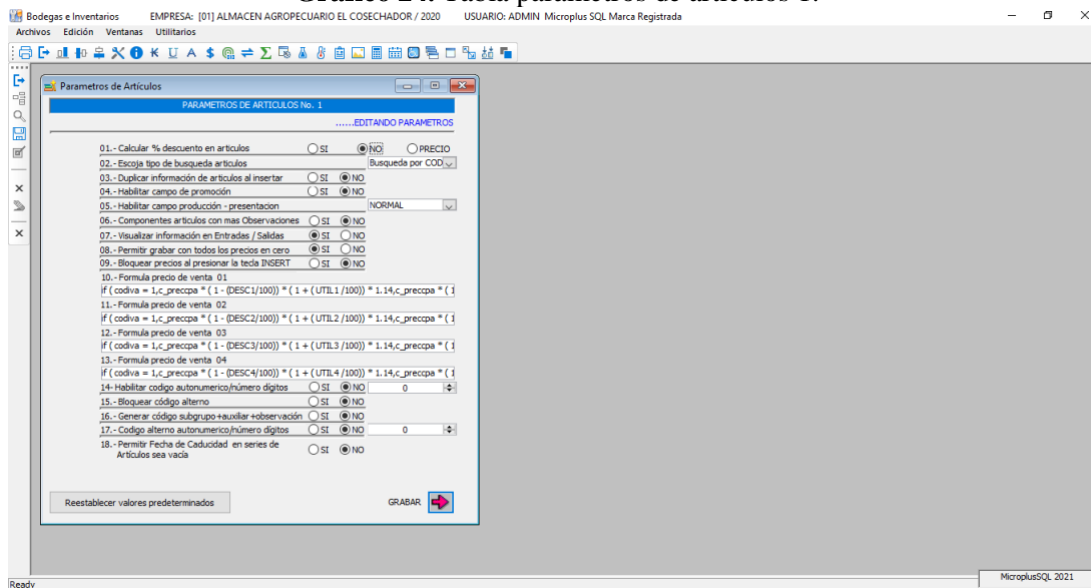 Gráfico 24. Tabla parámetros de artículos 1.
Bodegas e Inventarios EMPRESA: [01] ALMACEN AGROPECUARIO EL COSECHADOR / 2020 USUARIO: ADMIN Microplus SQL Marca Registrada
Archivos Edición Ventanas Utilitarios
Parametros de Artículos
PARAMETROS DE ARTICULOS No. 1
......EDITANDO PARAMETROS
01.- Calcular % descuento en articulos SI NO PRECIO
02.- Escoja tipo de busqueda articulos Busqueda por COD
03.- Duplicar información de articulos al insertar SI NO
04.- Habilitar campo de promoción SI NO
05.- Habilitar campo producción - presentacion NORMAL
06.- Componentes articulos con mas Observaciones SI NO
07.- Visualizar información en Entradas / Salidas SI NO
08.- Permitir grabar con todos los precios en cero SI NO
09.- Bloquear precios al presionar la tecla INSERT SI NO
10.- Formula precio de venta 01
if ( codiva = 1,c_preccpa * ( 1 - (DESC1/100)) * ( 1 + ( UTIL1 /100)) * 1.14,c_preccpa * ( 1
11.- Formula precio de venta 02
if ( codiva = 1,c_preccpa * ( 1 - (DESC2/100)) * ( 1 + ( UTIL2 /100)) * 1.14,c_preccpa * ( 1
12.- Formula precio de venta 03
if ( codiva = 1,c_preccpa * ( 1 - (DESC3/100)) * ( 1 + ( UTIL3 /100)) * 1.14,c_preccpa * ( 1
13.- Formula precio de venta 04
if ( codiva = 1,c_preccpa * ( 1 - (DESC4/100)) * ( 1 + ( UTIL4 /100)) * 1.14,c_preccpa * ( 1
14- Habilitar codigo autonumerico/número dígitos SI NO 0
15.- Bloquear código alterno SI NO
16.- Generar código subgrupo+auxiliar+observación SI NO
17.- Codigo alterno autonumerico/número dígitos SI NO 0
18.- Permitir Fecha de Caducidad en series de
Artículos sea vacía SI NO
Reestablecer valores predeterminados GRABAR
MicroplusSQL 2021
Ready